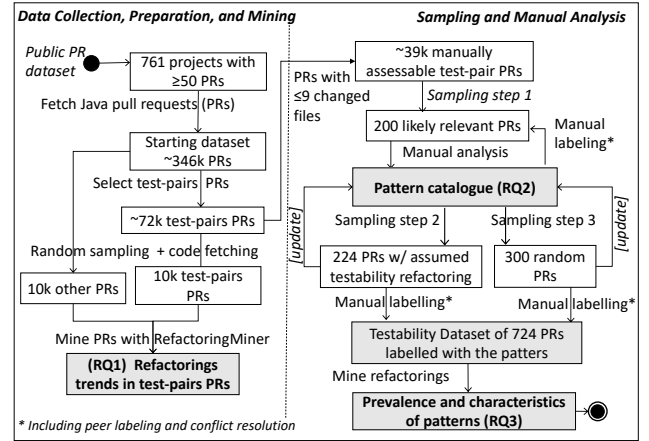 Data Collection, Preparation, and Mining
Public PR
dataset
761 projects with
≥50 PRs
Fetch Java pull requests (PRs)
Starting dataset
~346k PRs
Select test-pairs PRs
~72k test-pairs PRs
Random sampling + code fetching
10k other PRs
10k test-pairs
PRs
Mine PRs with RefactoringMiner
(RQ1) Refactorings
trends in test-pairs PRs
* Including peer labeling and conflict resolution
Sampling and Manual Analysis
PRs with
≤9 changed
files
~39k manually
assessable test-pair PRs
Sampling step 1
200 likely relevant PRs
Manual
labeling*
Manual analysis
Pattern catalogue (RQ2)
[update]
Sampling step 2
Sampling step 3
[update]
224 PRs w/ assumed
testability refactoring
300 random
PRs
Manual labelling*
Manual labelling*
Testability Dataset of 724 PRs
labelled with the patters
Mine refactorings
Prevalence and characteristics
of patterns (RQ3)